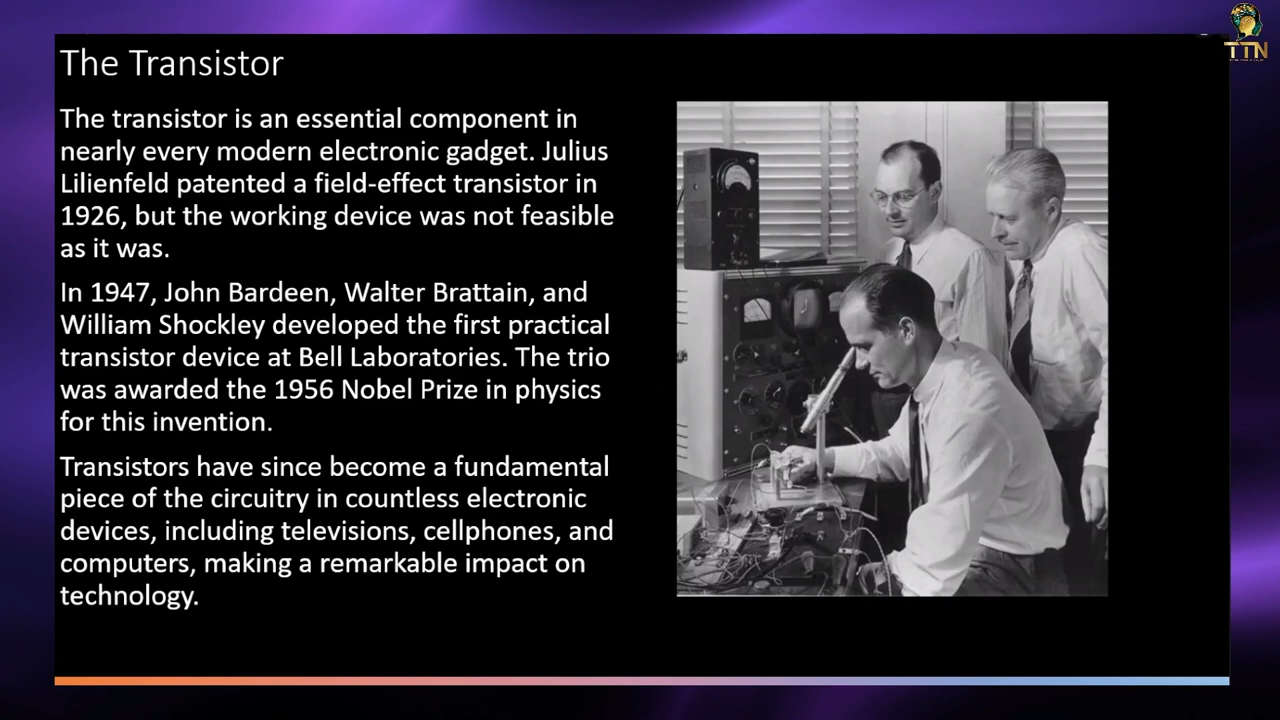 TTN
The Transistor
The transistor is an essential component in
nearly every modern electronic gadget. Julius
Lilienfeld patented a field-effect transistor in
1926, but the working device was not feasible
as it was.
In 1947, John Bardeen, Walter Brattain, and
William Shockley developed the first practical
transistor device at Bell Laboratories. The trio
was awarded the 1956 Nobel Prize in physics
for this invention.
Transistors have since become a fundamental
piece of the circuitry in countless electronic
devices, including televisions, cellphones, and
computers, making a remarkable impact on
technology.